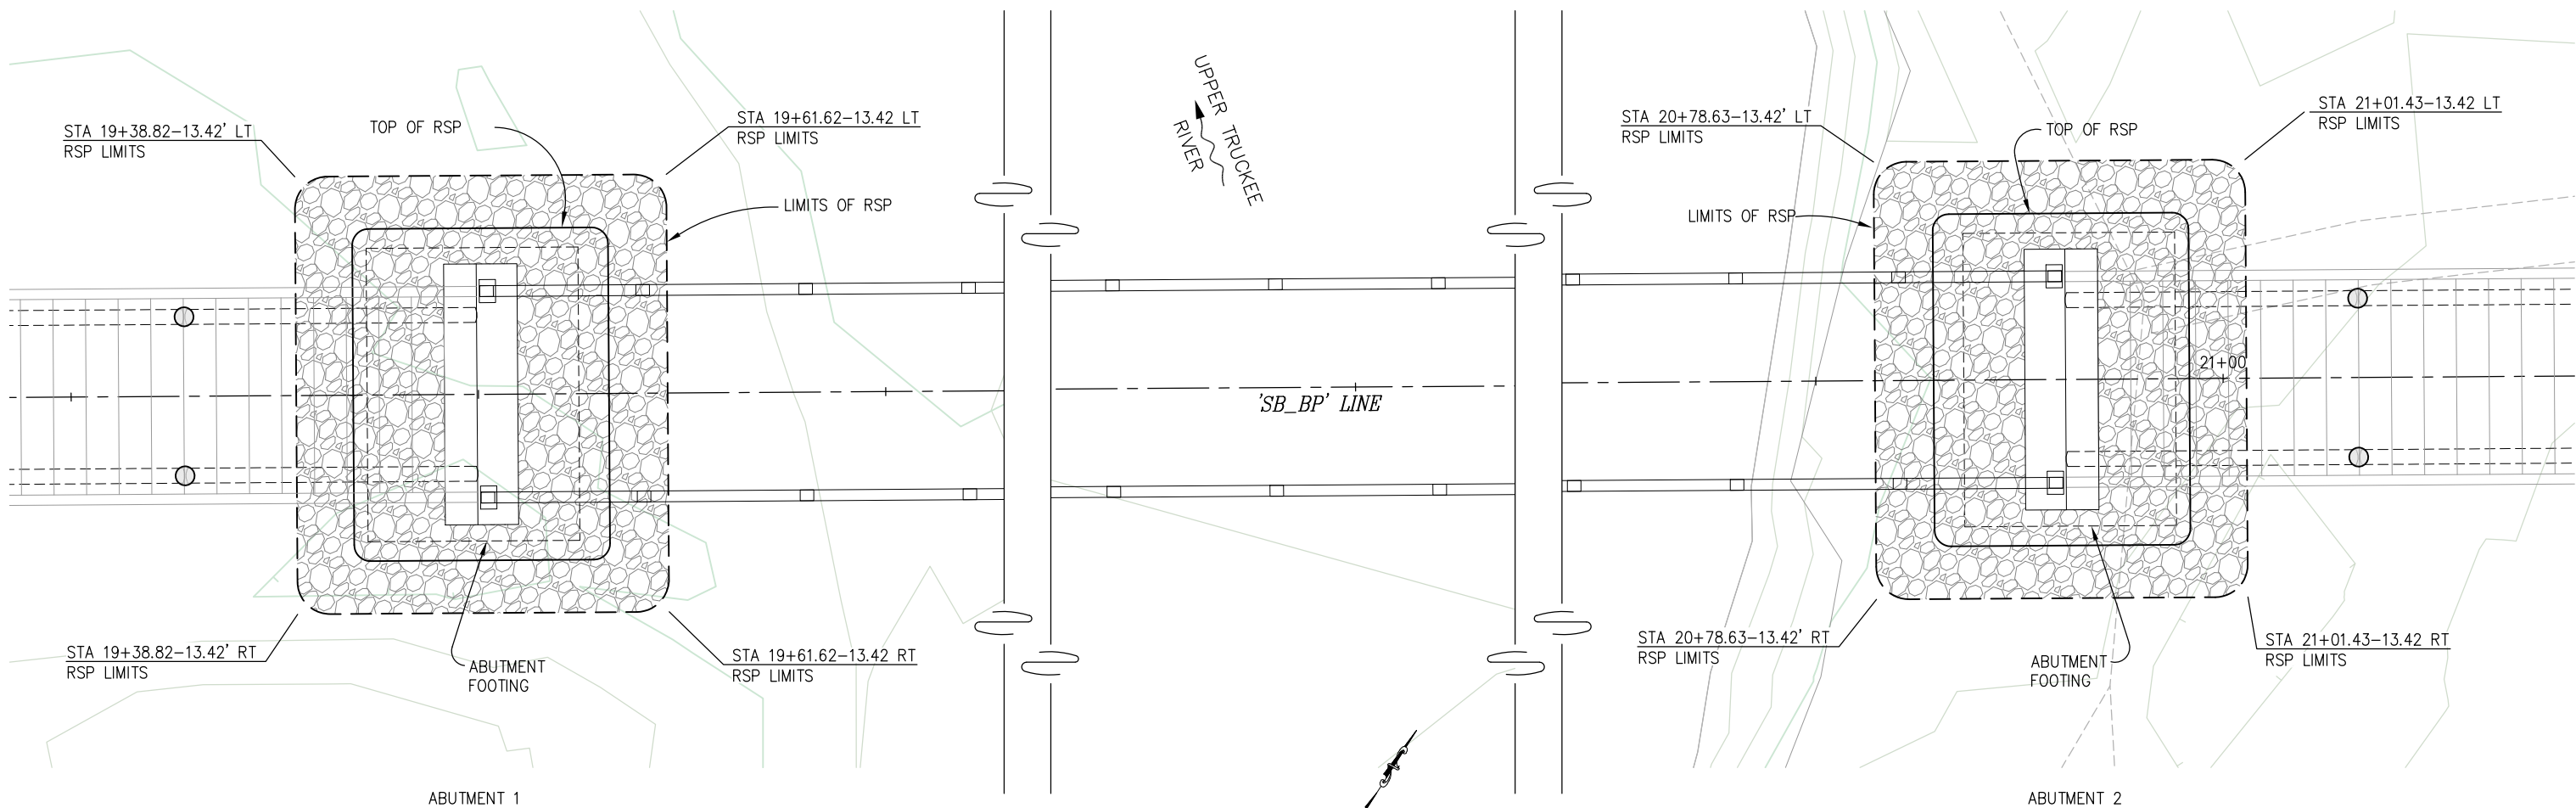 UPPER TRUCKEE
RIVER
STA 19+38.82-13.42' LT
RSP LIMITS
TOP OF RSP
STA 19+61.62-13.42 LT
RSP LIMITS
LIMITS OF RSP
STA 20+78.63-13.42' LT
RSP LIMITS
TOP OF RSP
STA 21+01.43-13.42 LT
RSP LIMITS
LIMITS OF RSP
21+00
'SB_BP' LINE
STA 19+38.82-13.42' RT
RSP LIMITS
ABUTMENT
FOOTING
STA 19+61.62-13.42 RT
RSP LIMITS
STA 20+78.63-13.42' RT
RSP LIMITS
ABUTMENT
FOOTING
STA 21+01.43-13.42 RT
RSP LIMITS
ABUTMENT 1
ABUTMENT 2